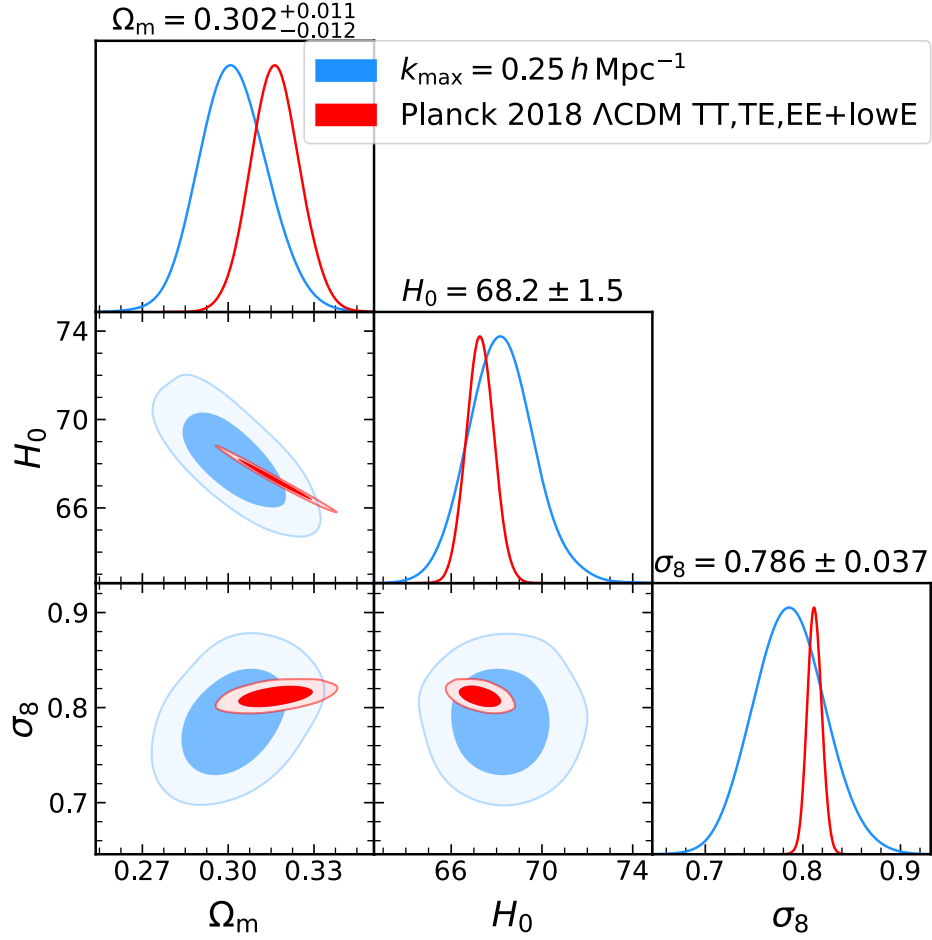 Ωₘ = 0.302⁺⁰·⁰¹¹₋₀.₀₁₂
k_max = 0.25 h Mpc⁻¹
Planck 2018 ΛCDM TT,TE,EE+lowE
H₀ = 68.2 ± 1.5
74
70
66
H₀
σ₈ = 0.786 ± 0.037
0.9
0.8
0.7
σ₈
0.27 0.30 0.33
66 70 74
0.7 0.8 0.9
Ωₘ H₀ σ₈